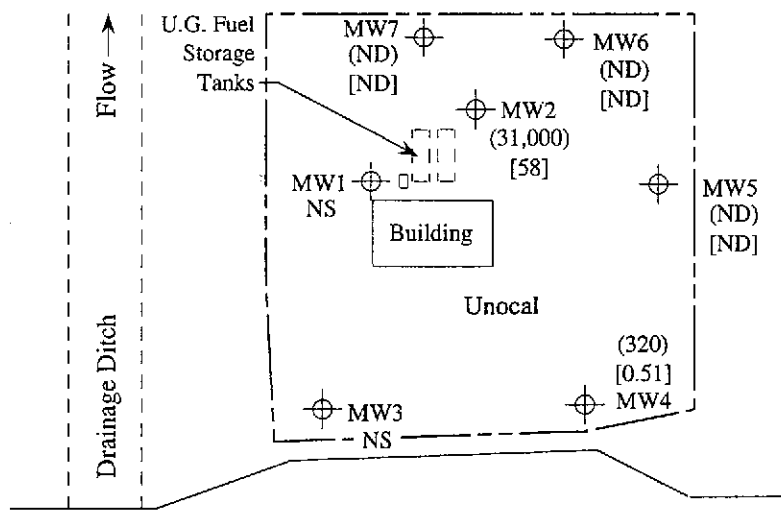 U.G. Fuel
Storage
Tanks
Flow
MW7
(ND)
[ND]
MW6
(ND)
[ND]
MW2
(31,000)
[58]
MW1
NS
MW5
(ND)
[ND]
Building
Unocal
(320)
[0.51]
MW4
MW3
NS
Drainage Ditch